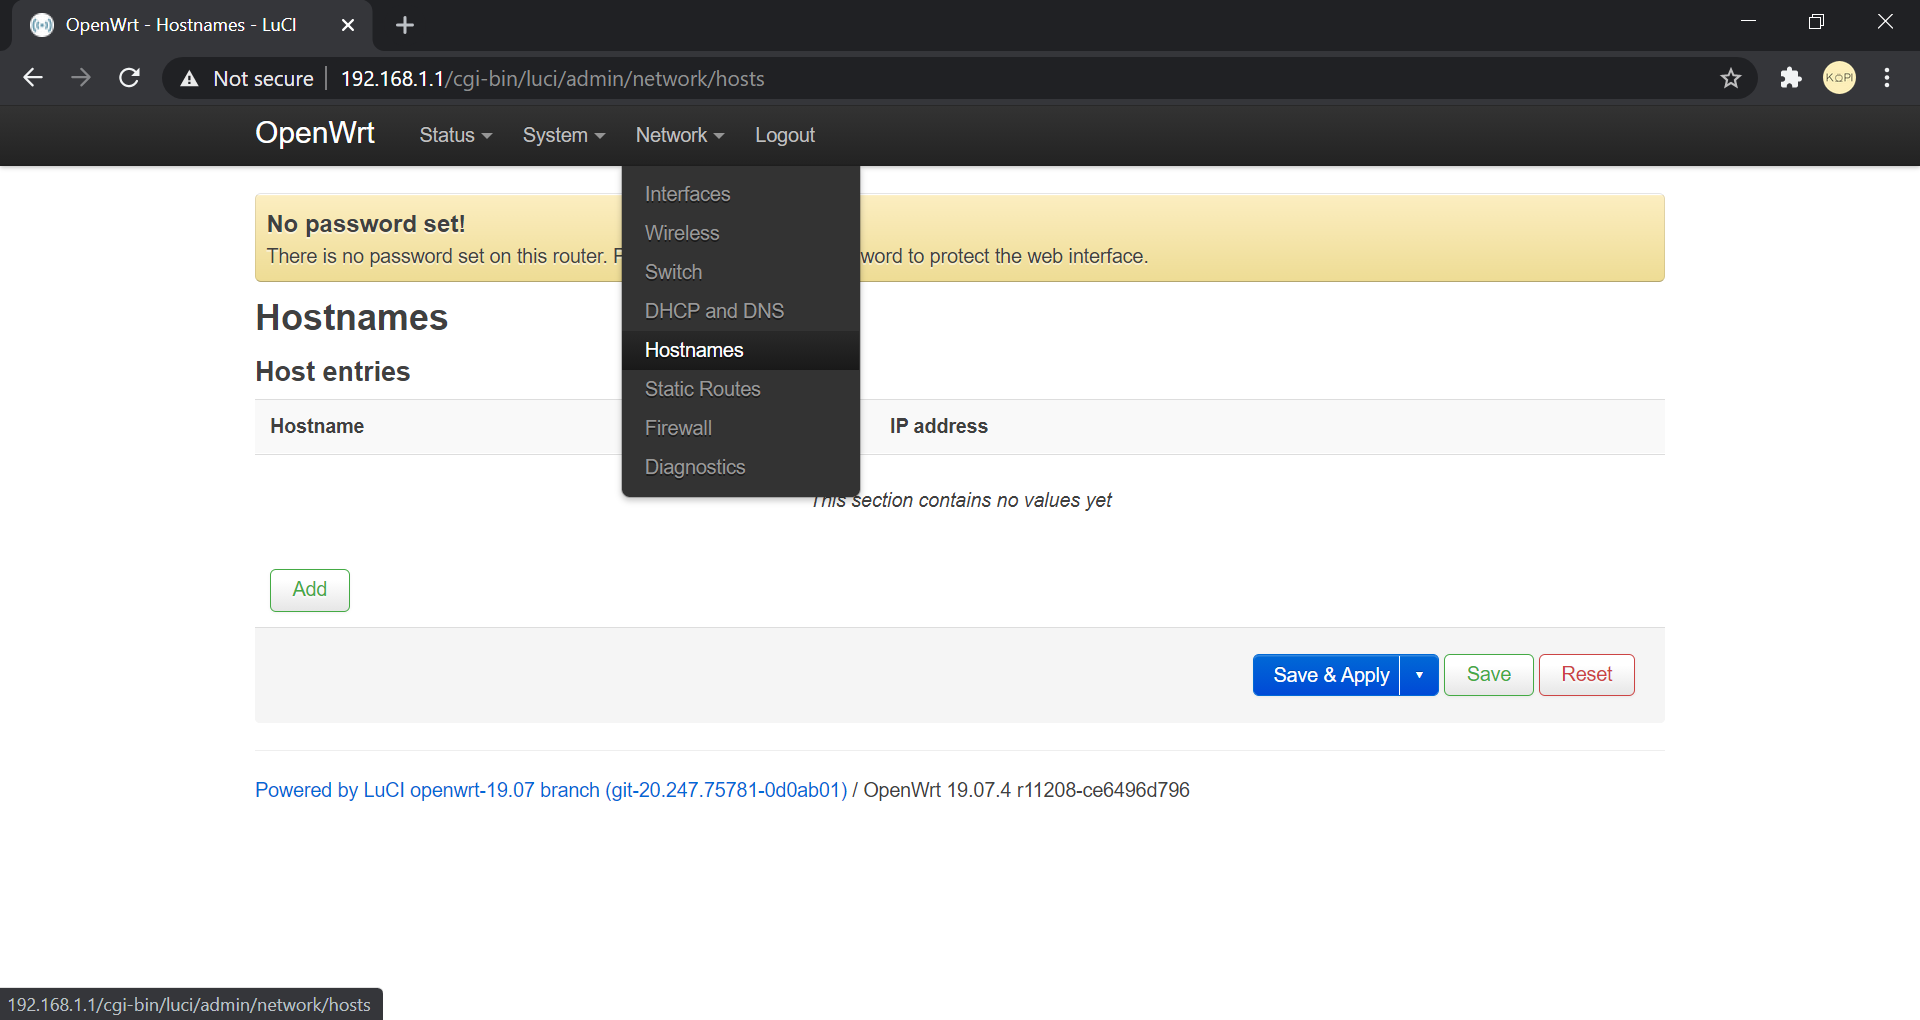 OpenWrt - Hostnames - LuCI
Not secure 192.168.1.1/cgi-bin/luci/admin/network/hosts
KOPI
OpenWrt Status System Network Logout
Interfaces
Wireless
Switch
DHCP and DNS
Hostnames
Static Routes
Firewall
Diagnostics
No password set!
There is no password set on this router. word to protect the web interface.
Hostnames
Host entries
Hostname IP address
This section contains no values yet
Add
Save & Apply Save Reset
Powered by LuCI openwrt-19.07 branch (git-20.247.75781-0d0ab01) / OpenWrt 19.07.4 r11208-ce6496d796
192.168.1.1/cgi-bin/luci/admin/network/hosts